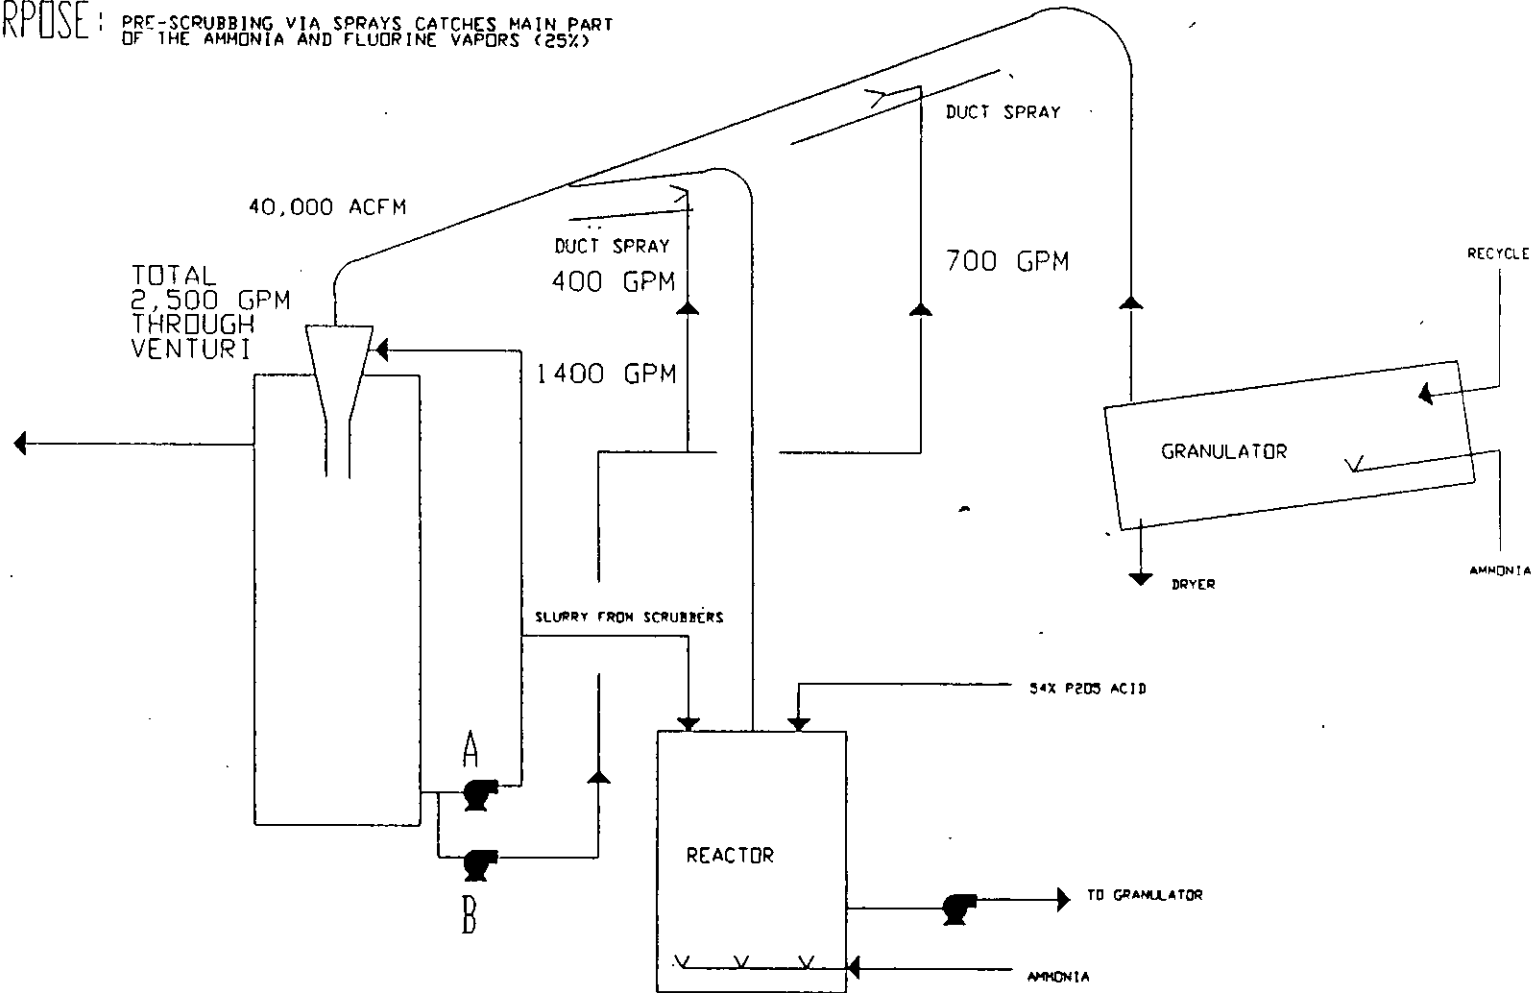 RPOSE: PRE-SCRUBBING VIA SPRAYS CATCHES MAIN PART
OF THE AMMONIA AND FLUORINE VAPORS (25%)
DUCT SPRAY
40,000 ACFM
DUCT SPRAY
400 GPM
700 GPM
RECYCLE
TOTAL
2,500 GPM
THROUGH
VENTURI
1400 GPM
GRANULATOR
AMMONIA
DRYER
SLURRY FROM SCRUBBERS
54% P2O5 ACID
A
REACTOR
TO GRANULATOR
B
AMMONIA